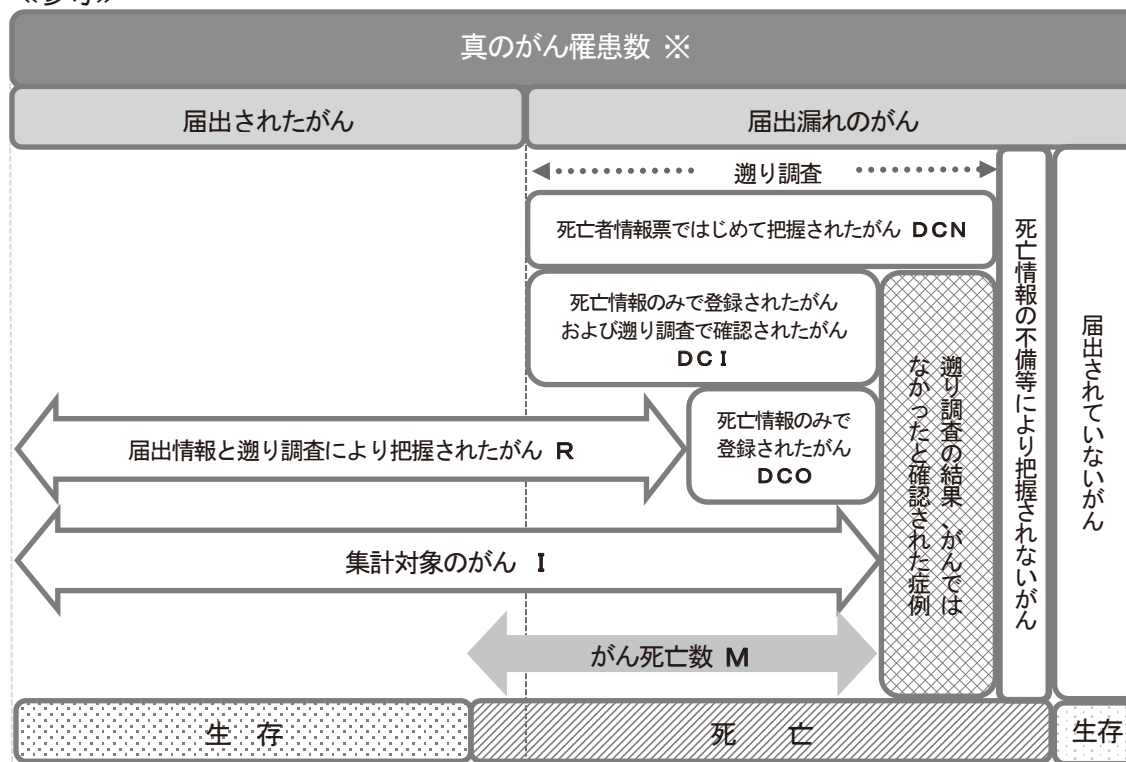 真のがん罹患数 ※
届出されたがん
届出漏れのがん
遡り調査
死亡者情報票ではじめて把握されたがん DCN
死亡情報のみで登録されたがん
および遡り調査で確認されたがん
DCI
届出情報と遡り調査により把握されたがん R
死亡情報のみで
登録されたがん
DCO
集計対象のがん I
がん死亡数 M
遡り調査の結果、がんでは
なかったと確認された症例
死亡情報の不備等により把握されないがん
届出されていないがん
生 存
死 亡
生存